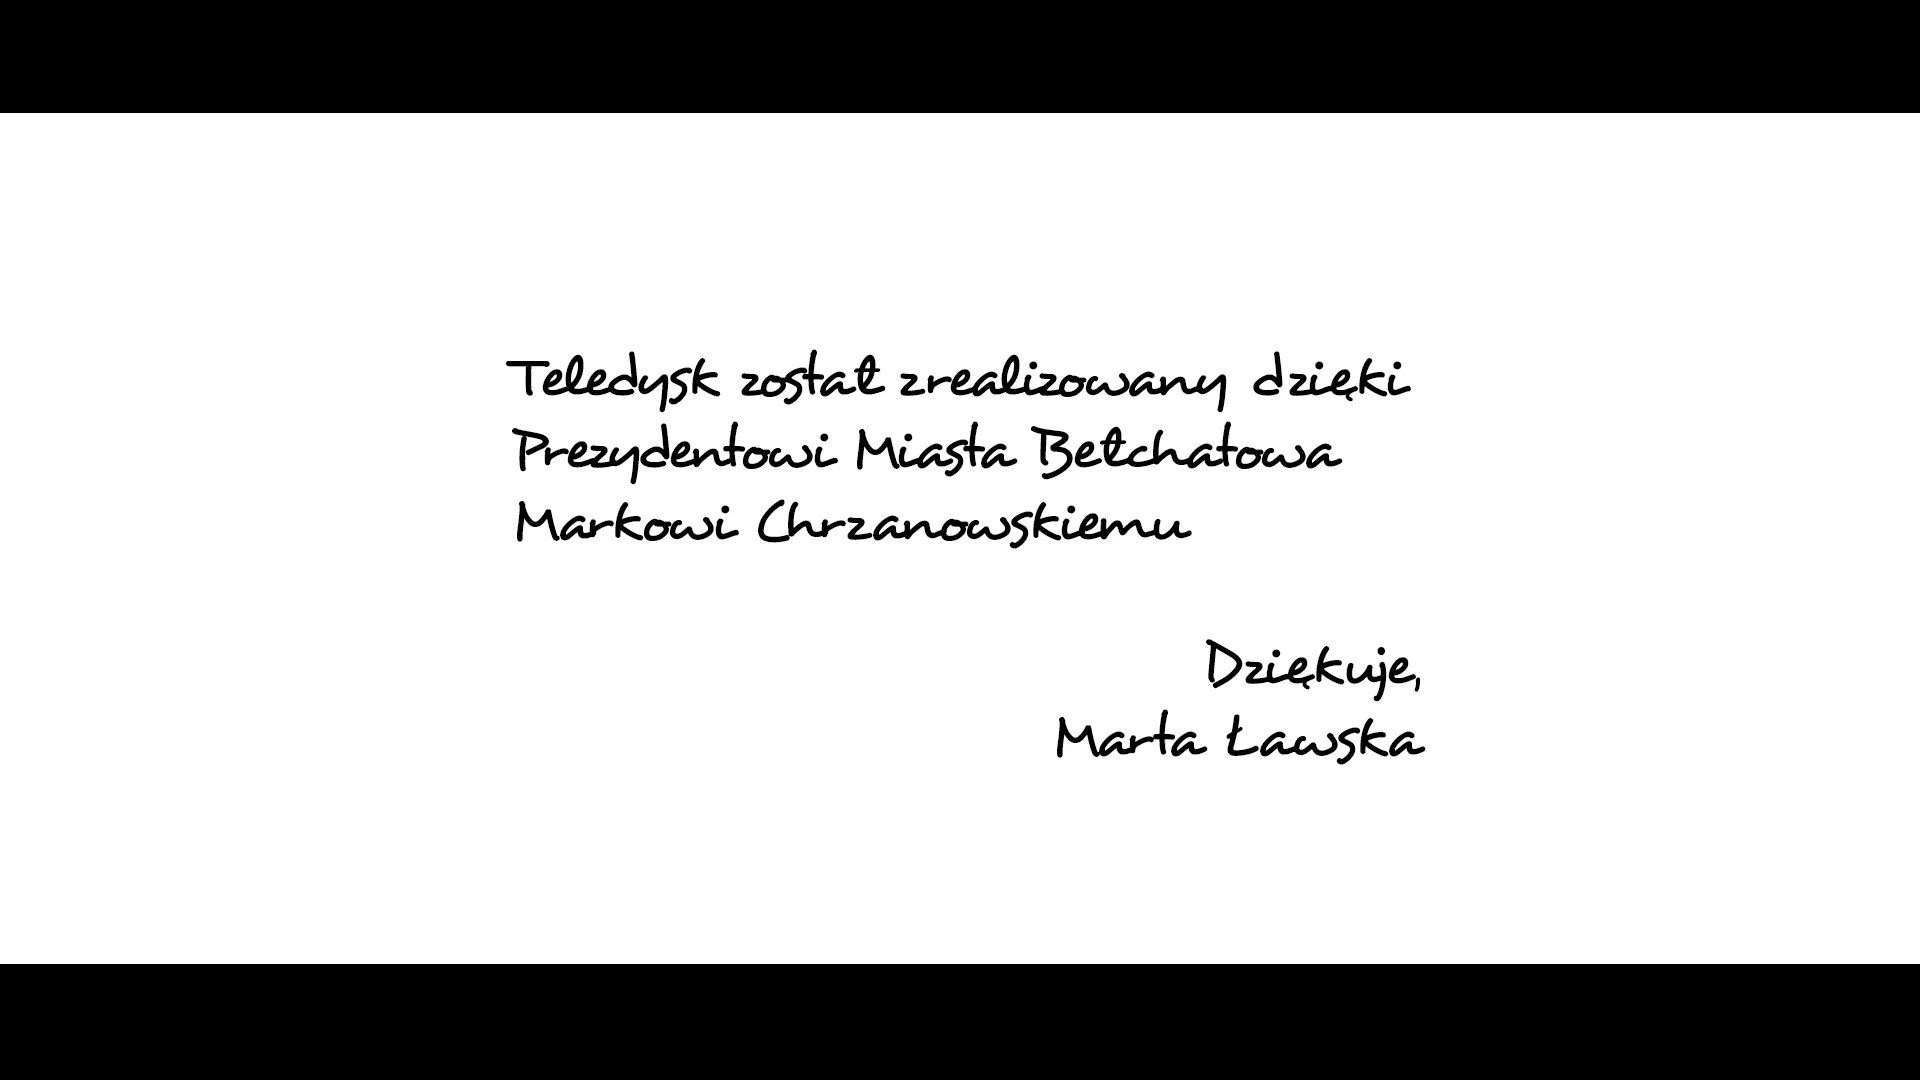 Teledysk został zrealizowany dzięki
Prezydentowi Miasta Bełchatowa
Markowi Chrzanowskiemu
Dziękuje,
Marta Ławska